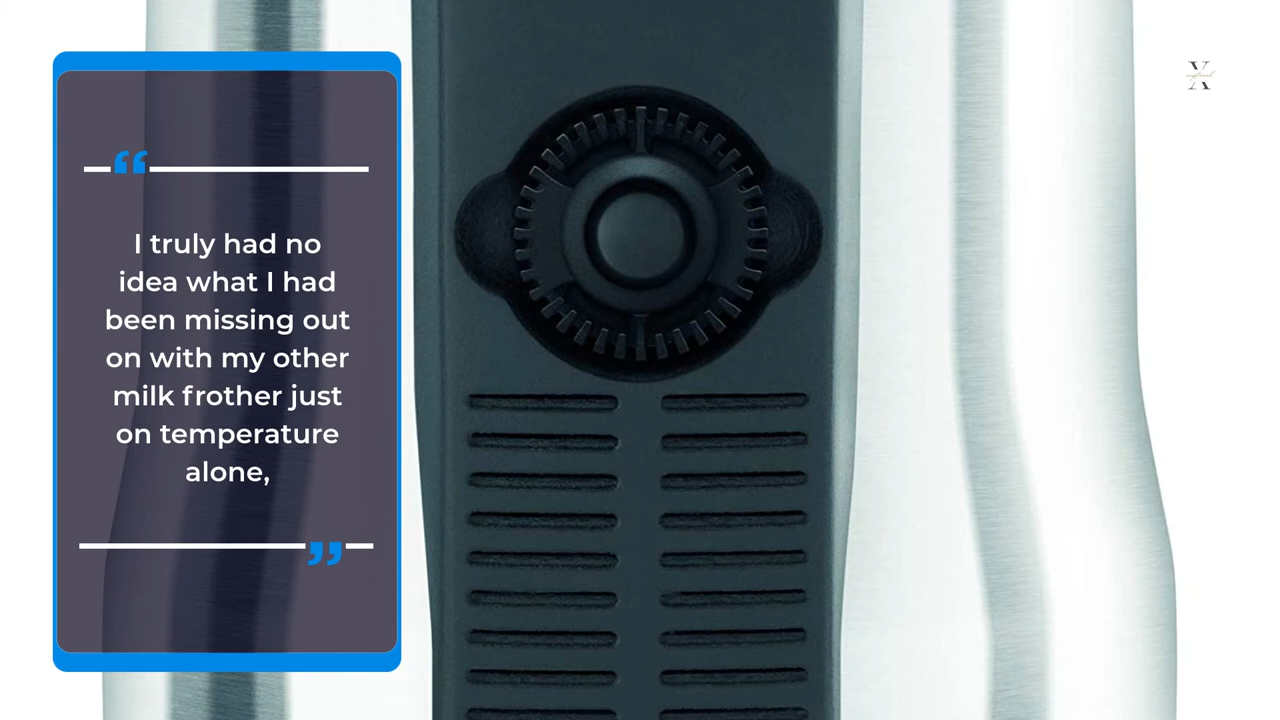 “
I truly had no
idea what I had
been missing out
on with my other
milk frother just
on temperature
alone,
”
X